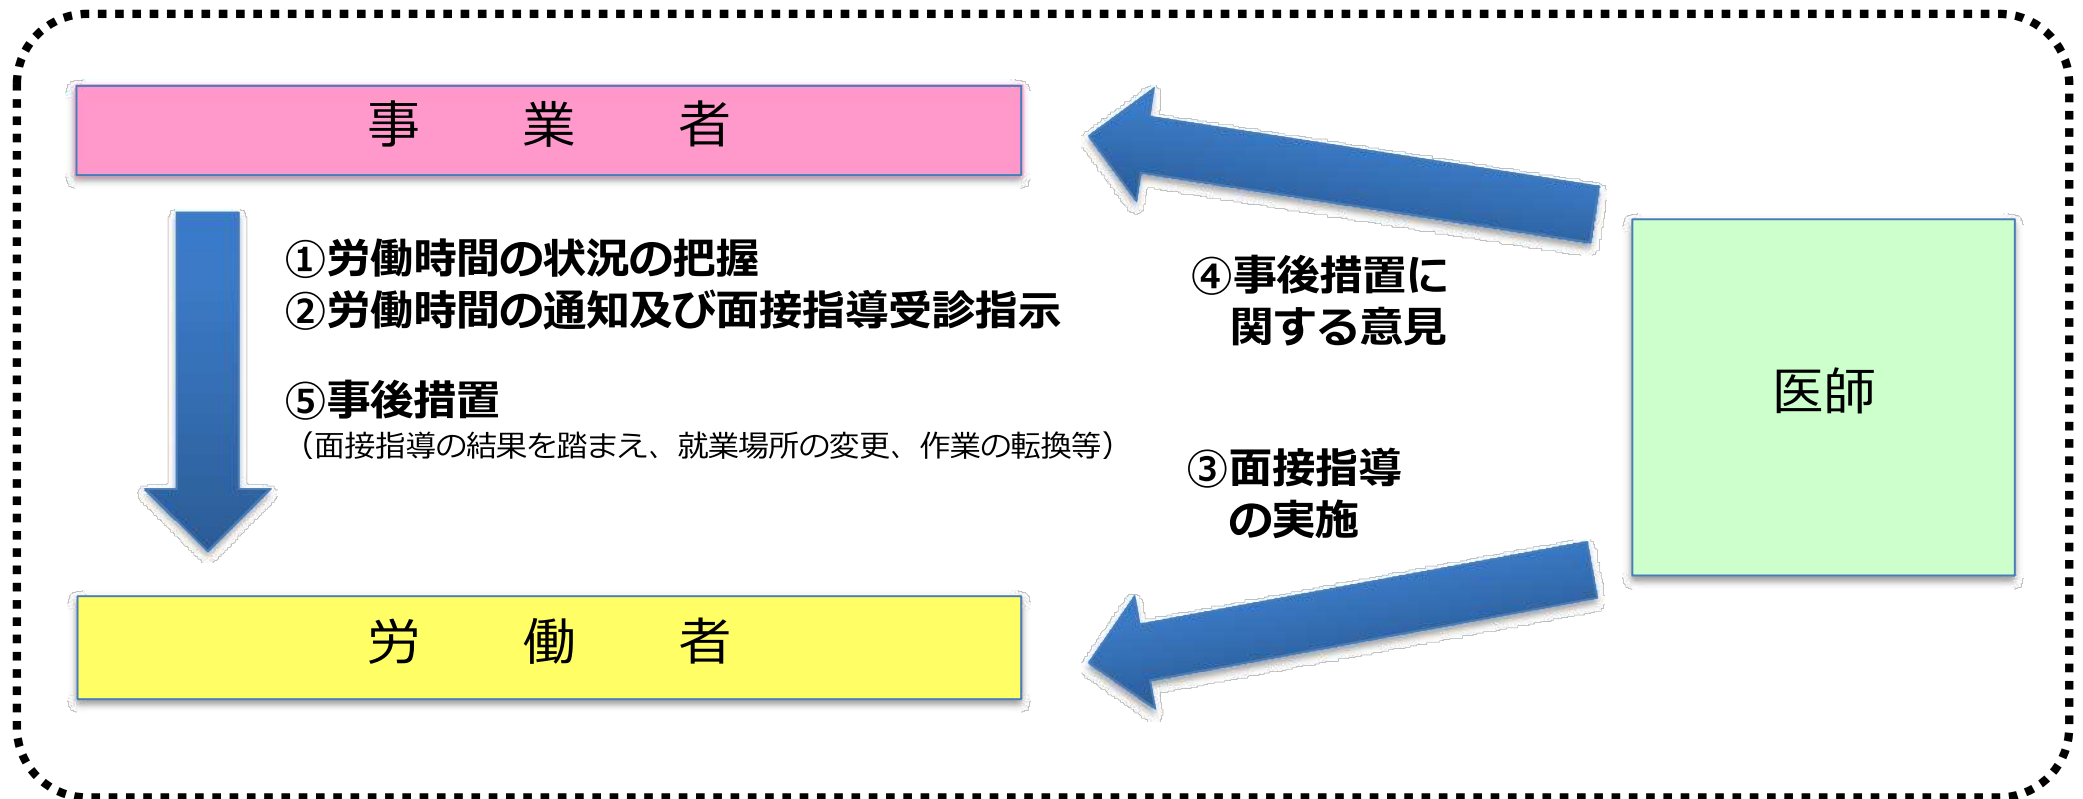 事業者
①労働時間の状況の把握
②労働時間の通知及び面接指導受診指示
⑤事後措置
（面接指導の結果を踏まえ、就業場所の変更、作業の転換等）
④事後措置に
関する意見
③面接指導
の実施
医師
労働者